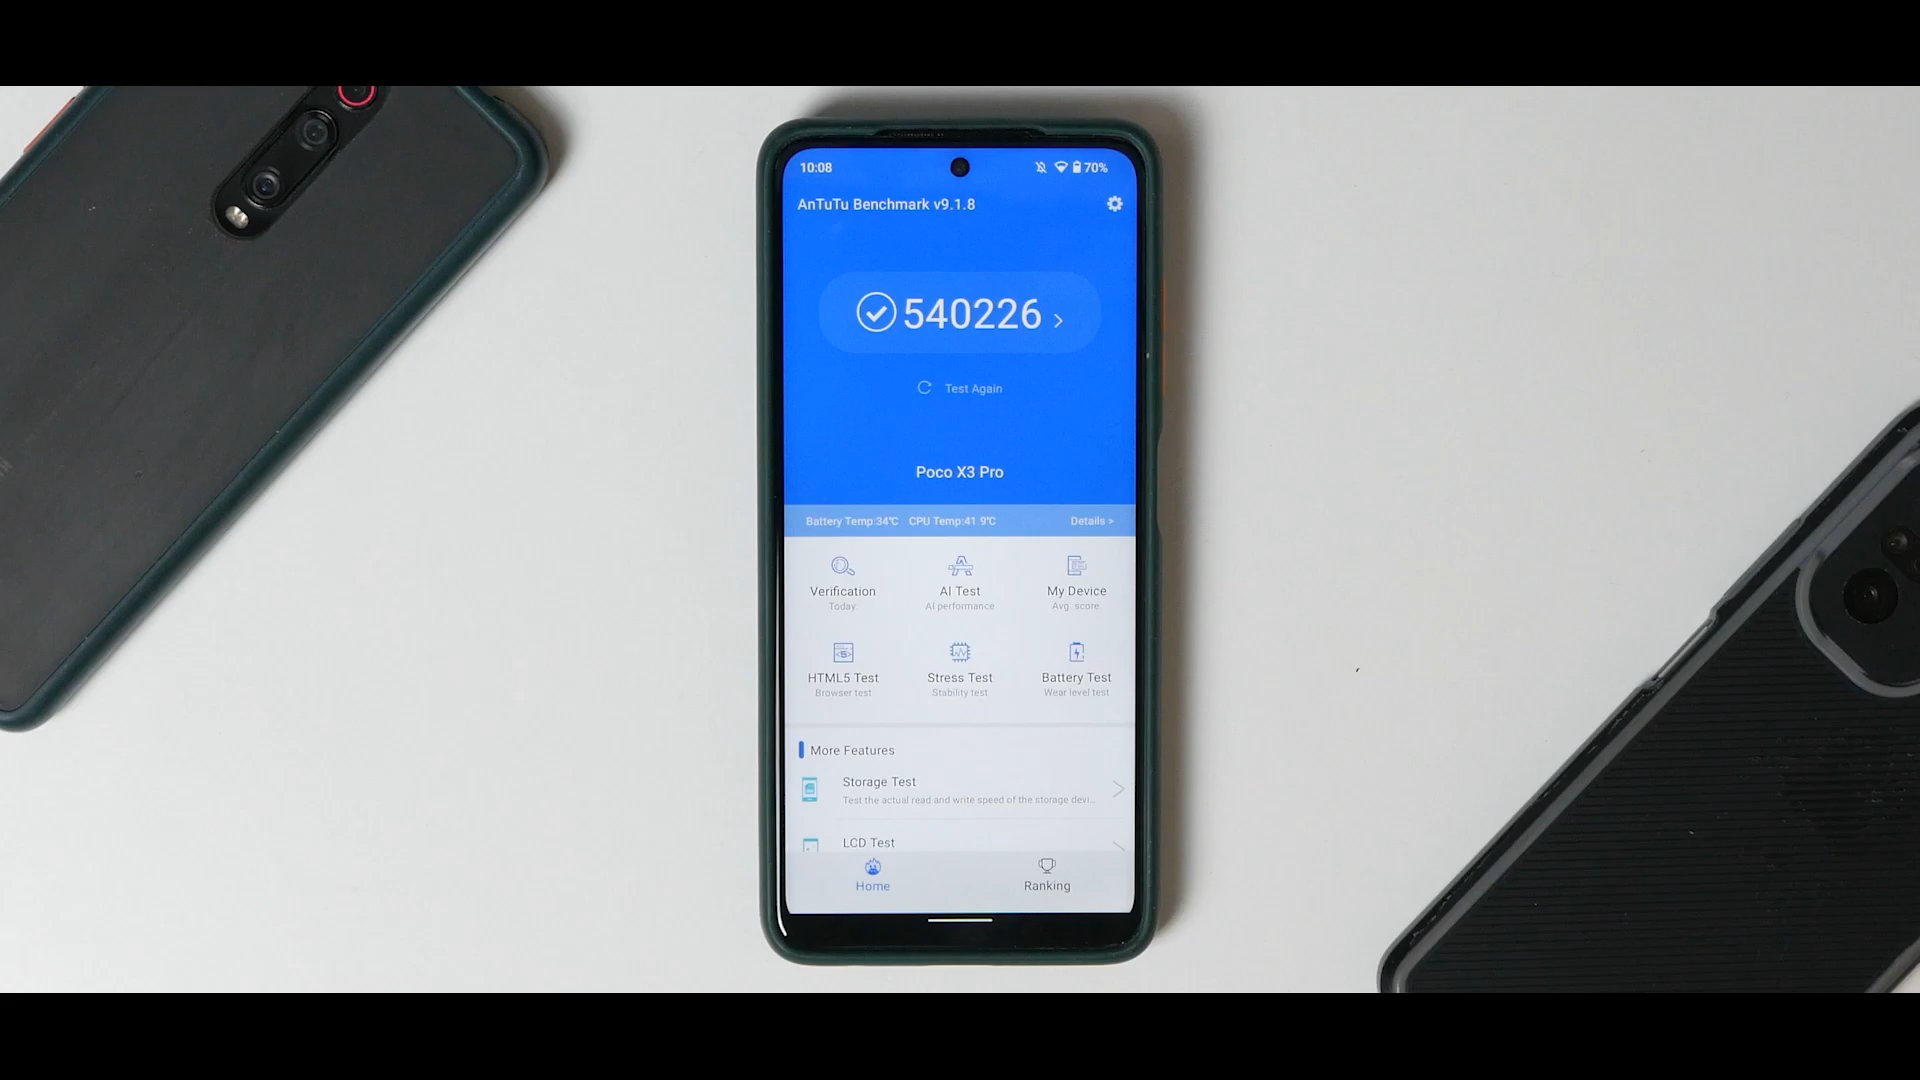 10:08
70%
AnTuTu Benchmark v9.1.8
540226
Test Again
Poco X3 Pro
Battery Temp:34℃ CPU Temp:41.9℃ Details >
Verification AI Test My Device
Today AI performance Avg. score
HTML5 Test Stress Test Battery Test
Browser test Stability test Wear level test
More Features
Storage Test
Test the actual read and write speed of the storage devi...
LCD Test
Home Ranking